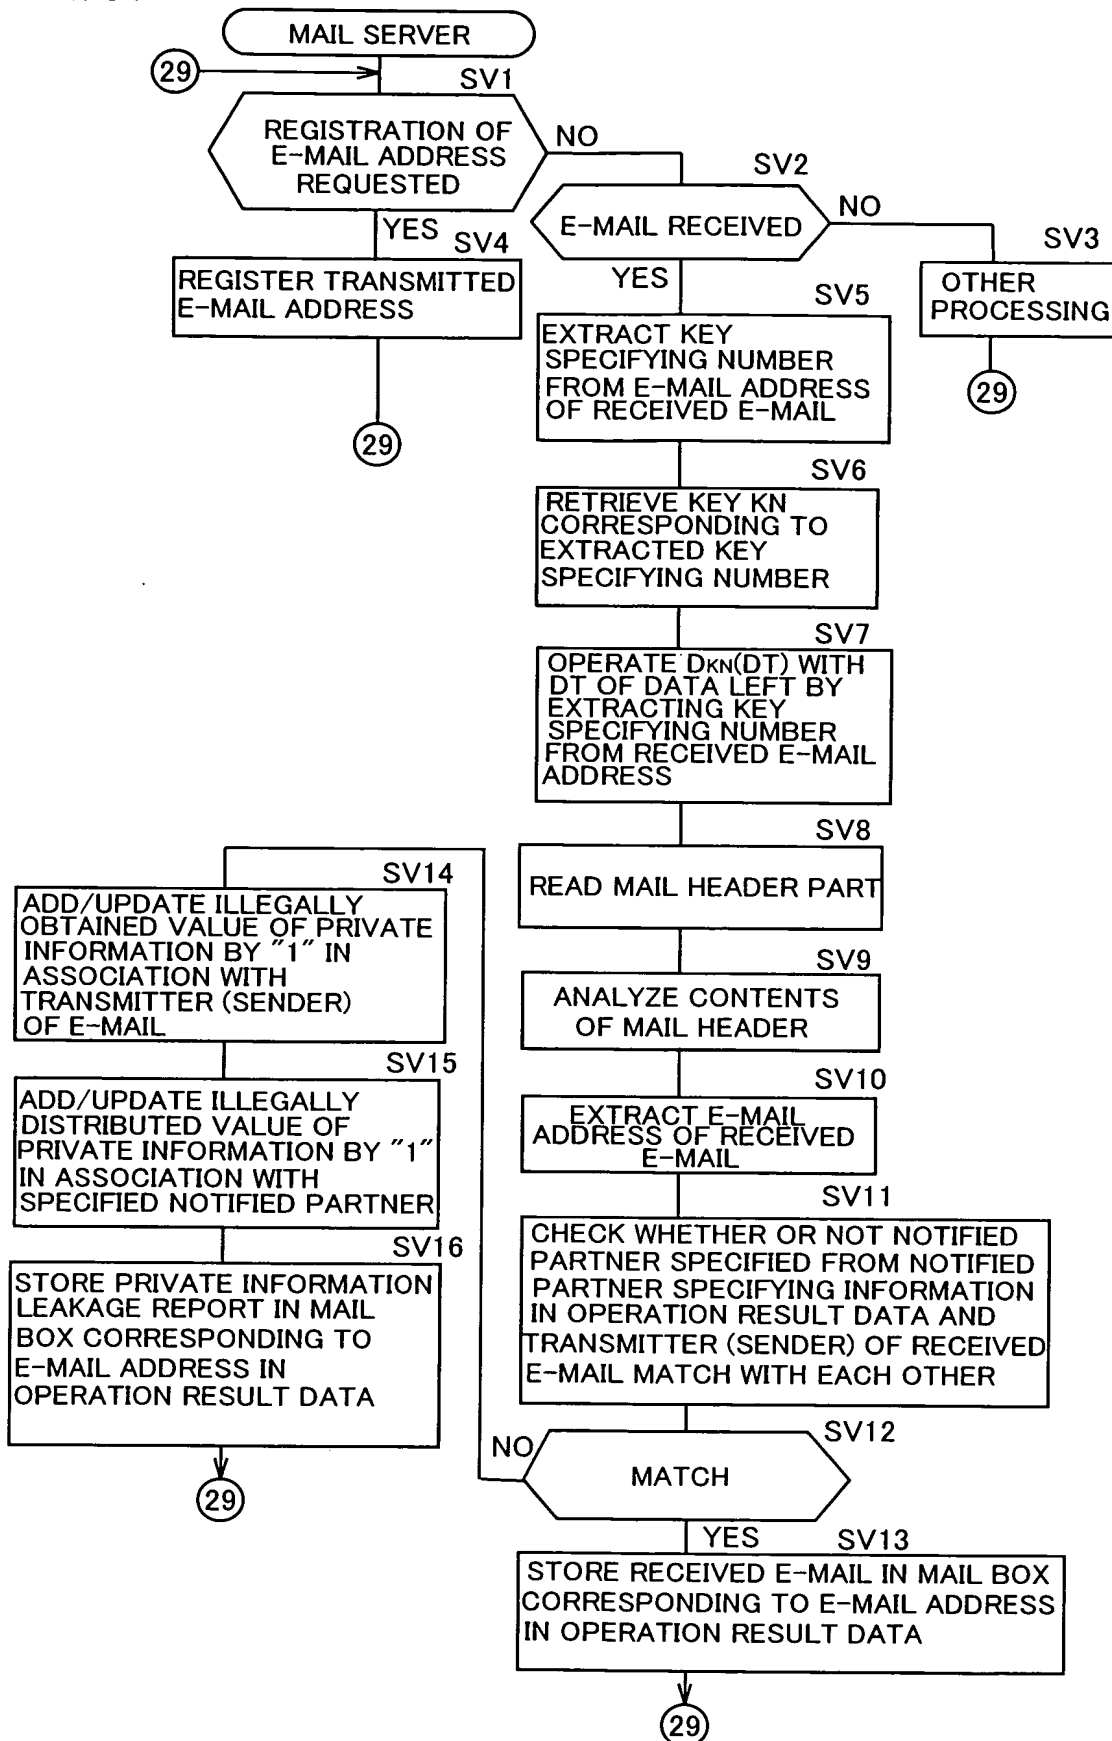 MAIL SERVER
29
SV1
REGISTRATION OF
E-MAIL ADDRESS
REQUESTED
NO
YES
SV2
E-MAIL RECEIVED
NO
YES
SV3
OTHER
PROCESSING
29
SV4
REGISTER TRANSMITTED
E-MAIL ADDRESS
29
SV5
EXTRACT KEY
SPECIFYING NUMBER
FROM E-MAIL ADDRESS
OF RECEIVED E-MAIL
SV6
RETRIEVE KEY KN
CORRESPONDING TO
EXTRACTED KEY
SPECIFYING NUMBER
SV7
OPERATE DKN(DT) WITH
DT OF DATA LEFT BY
EXTRACTING KEY
SPECIFYING NUMBER
FROM RECEIVED E-MAIL
ADDRESS
SV8
READ MAIL HEADER PART
SV9
ANALYZE CONTENTS
OF MAIL HEADER
SV10
EXTRACT E-MAIL
ADDRESS OF RECEIVED
E-MAIL
SV11
CHECK WHETHER OR NOT NOTIFIED
PARTNER SPECIFIED FROM NOTIFIED
PARTNER SPECIFYING INFORMATION
IN OPERATION RESULT DATA AND
TRANSMITTER (SENDER) OF RECEIVED
E-MAIL MATCH WITH EACH OTHER
SV12
MATCH
NO
YES
SV13
STORE RECEIVED E-MAIL IN MAIL BOX
CORRESPONDING TO E-MAIL ADDRESS
IN OPERATION RESULT DATA
29
SV14
ADD/UPDATE ILLEGALLY
OBTAINED VALUE OF PRIVATE
INFORMATION BY "1" IN
ASSOCIATION WITH
TRANSMITTER (SENDER)
OF E-MAIL
SV15
ADD/UPDATE ILLEGALLY
DISTRIBUTED VALUE OF
PRIVATE INFORMATION BY "1"
IN ASSOCIATION WITH
SPECIFIED NOTIFIED PARTNER
SV16
STORE PRIVATE INFORMATION
LEAKAGE REPORT IN MAIL
BOX CORRESPONDING TO
E-MAIL ADDRESS IN
OPERATION RESULT DATA
29